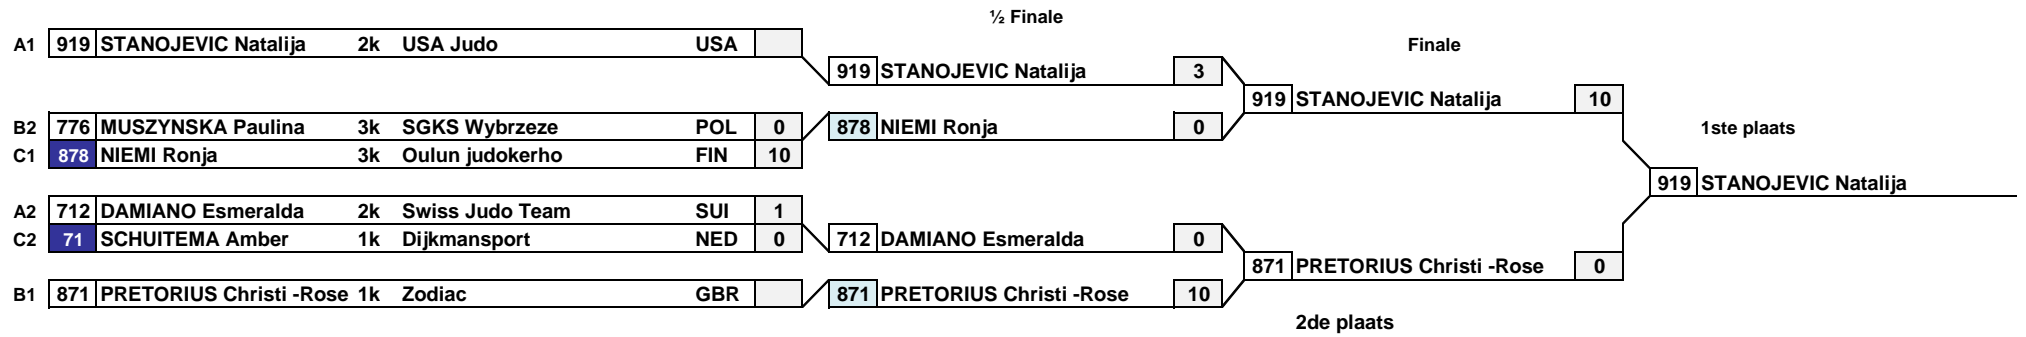 ½ Finale
A1 919 STANOJEVIC Natalija 2k USA Judo USA
Finale
919 STANOJEVIC Natalija 3
919 STANOJEVIC Natalija 10
B2 776 MUSZYNSKA Paulina 3k SGKS Wybrzeze POL 0
878 NIEMI Ronja 0
1ste plaats
C1 878 NIEMI Ronja 3k Oulun judokerho FIN 10
919 STANOJEVIC Natalija
A2 712 DAMIANO Esmeralda 2k Swiss Judo Team SUI 1
C2 71 SCHUITEMA Amber 1k Dijkmansport NED 0
712 DAMIANO Esmeralda 0
871 PRETORIUS Christi -Rose 0
B1 871 PRETORIUS Christi -Rose 1k Zodiac GBR
871 PRETORIUS Christi -Rose 10
2de plaats